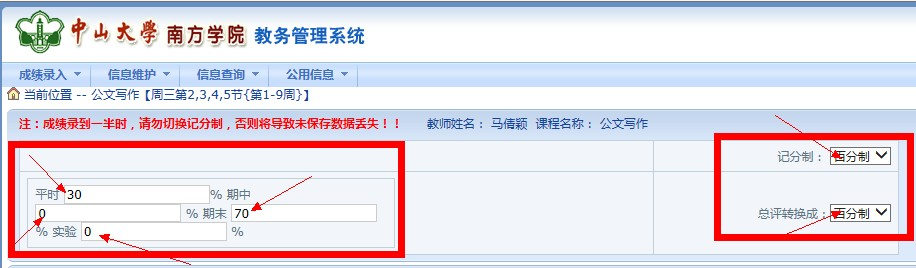 中山大学 南方学院 教务管理系统
成绩录入 信息维护 信息查询 公用信息
当前位置 -- 公文写作【周三第2,3,4,5节{第1-9周}】
注：成绩录到一半时，请勿切换记分制，否则将导致未保存数据丢失！！ 教师姓名： 马倩颖 课程名称： 公文写作
记分制： 百分制
平时 30 % 期中
0 % 期末 70
总评转换成： 百分制
% 实验 0 %